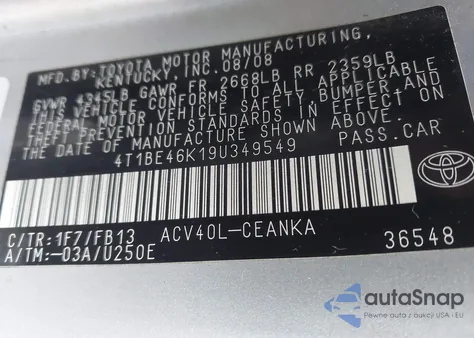 MFD.BY:TOYOTA MOTOR MANUFACTURING,
KENTUCKY, INC. 08/08
GVWR 4345LB GAWR FR 2668LB RR 2359LB
THIS VEHICLE CONFORMS TO ALL APPLICABLE
FEDERAL MOTOR VEHICLE SAFETY, BUMPER, AND
THEFT PREVENTION STANDARDS IN EFFECT ON THE
DATE OF MANUFACTURE SHOWN ABOVE.
4T1BE46K19U349549 PASS.CAR
C/TR:1F7/FB13 ACV40L-CEANKA
A/TM:-03A/U250E 36548
autoSnap
Pewne auta z aukcji USA i EU